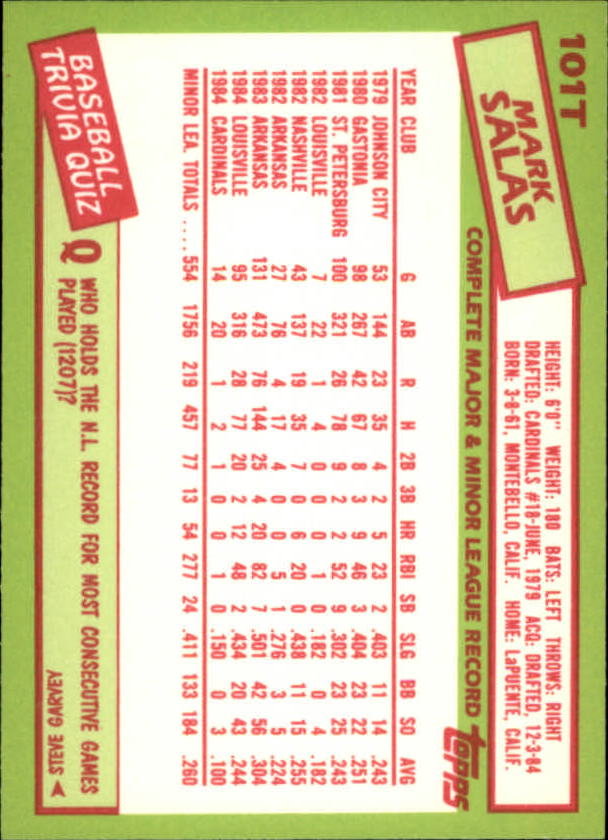 101T
MARK
SALAS
HEIGHT: 6'0" WEIGHT: 180 BATS: LEFT THROWS: RIGHT
DRAFTED: CARDINALS #18-JUNE, 1979 ACQ: DRAFTED, 12-3-84
BORN: 3-8-61, MONTEBELLO, CALIF. HOME: LaPUENTE, CALIF.
COMPLETE MAJOR & MINOR LEAGUE RECORD topps
YEAR CLUB G AB R H 2B 3B HR RBI SB SLG BB SO AVG
1979 JOHNSON CITY 53 144 23 35 4 2 5 23 2 .403 11 14 .243
1980 GASTONIA 98 267 42 67 8 3 9 46 3 .404 23 22 .251
1981 ST. PETERSBURG 100 321 26 78 9 2 2 52 9 .302 23 25 .243
1982 LOUISVILLE 7 22 1 4 0 0 0 1 0 .182 0 4 .182
1982 NASHVILLE 43 137 19 35 7 0 6 20 0 .438 11 15 .255
1982 ARKANSAS 27 76 4 17 4 0 0 5 1 .276 3 5 .224
1983 ARKANSAS 131 473 76 144 25 4 20 82 7 .501 42 56 .304
1984 LOUISVILLE 95 316 28 77 20 2 12 48 2 .434 20 43 .244
1984 CARDINALS 14 20 1 2 1 0 0 1 0 .150 0 3 .100
MINOR LEA. TOTALS .... 554 1756 219 457 77 13 54 277 24 .411 133 184 .260
BASEBALL
TRIVIA QUIZ
Q WHO HOLDS THE N.L. RECORD FOR MOST CONSECUTIVE GAMES
PLAYED (1207)?
STEVE GARVEY